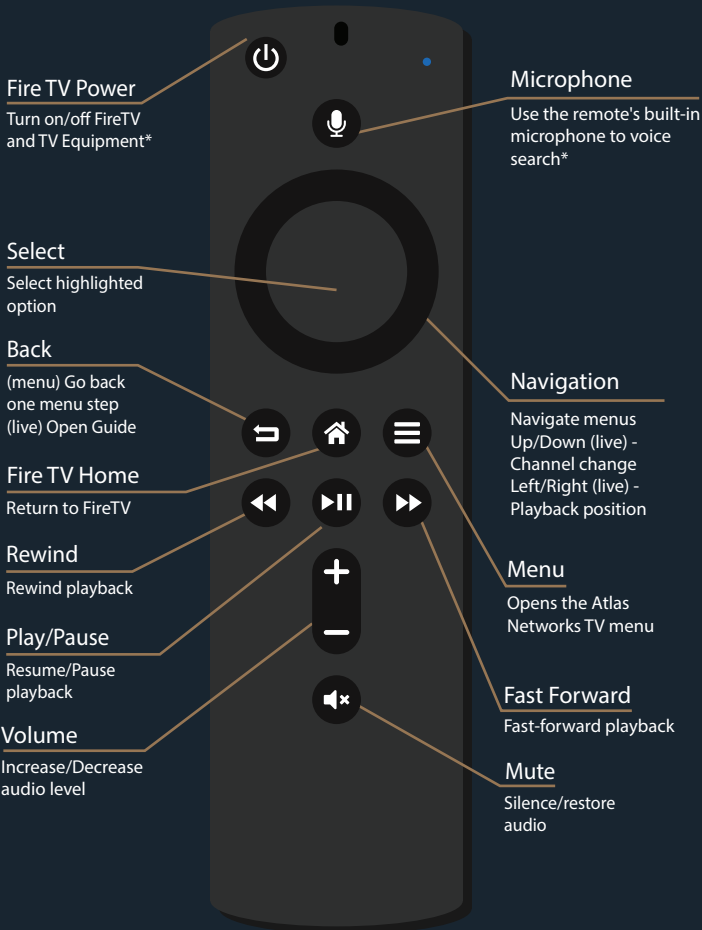 Fire TV Power
Turn on/off FireTV
and TV Equipment*
Select
Select highlighted
option
Back
(menu) Go back
one menu step
(live) Open Guide
Fire TV Home
Return to FireTV
Rewind
Rewind playback
Play/Pause
Resume/Pause
playback
Volume
Increase/Decrease
audio level
Microphone
Use the remote's built-in
microphone to voice
search*
Navigation
Navigate menus
Up/Down (live) -
Channel change
Left/Right (live) -
Playback position
Menu
Opens the Atlas
Networks TV menu
Fast Forward
Fast-forward playback
Mute
Silence/restore
audio